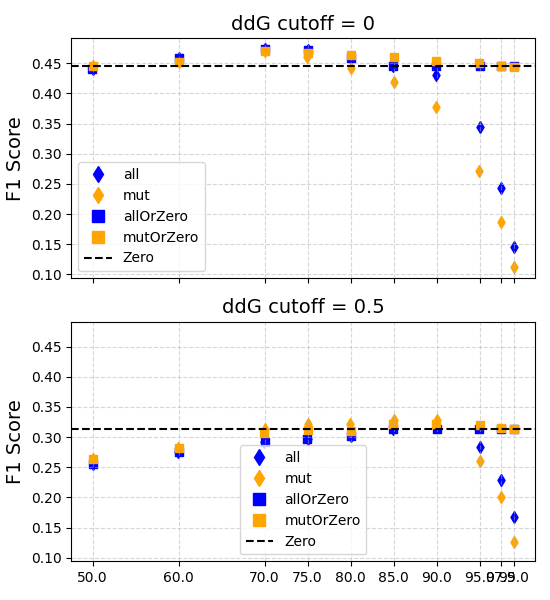 ddG cutoff = 0
F1 Score
0.45
0.40
0.35
0.30
0.25
0.20
0.15
0.10
all
mut
allOrZero
mutOrZero
Zero
ddG cutoff = 0.5
F1 Score
0.45
0.40
0.35
0.30
0.25
0.20
0.15
0.10
all
mut
allOrZero
mutOrZero
Zero
50.0 60.0 70.0 75.0 80.0 85.0 90.0 95.0 97.5 99.0